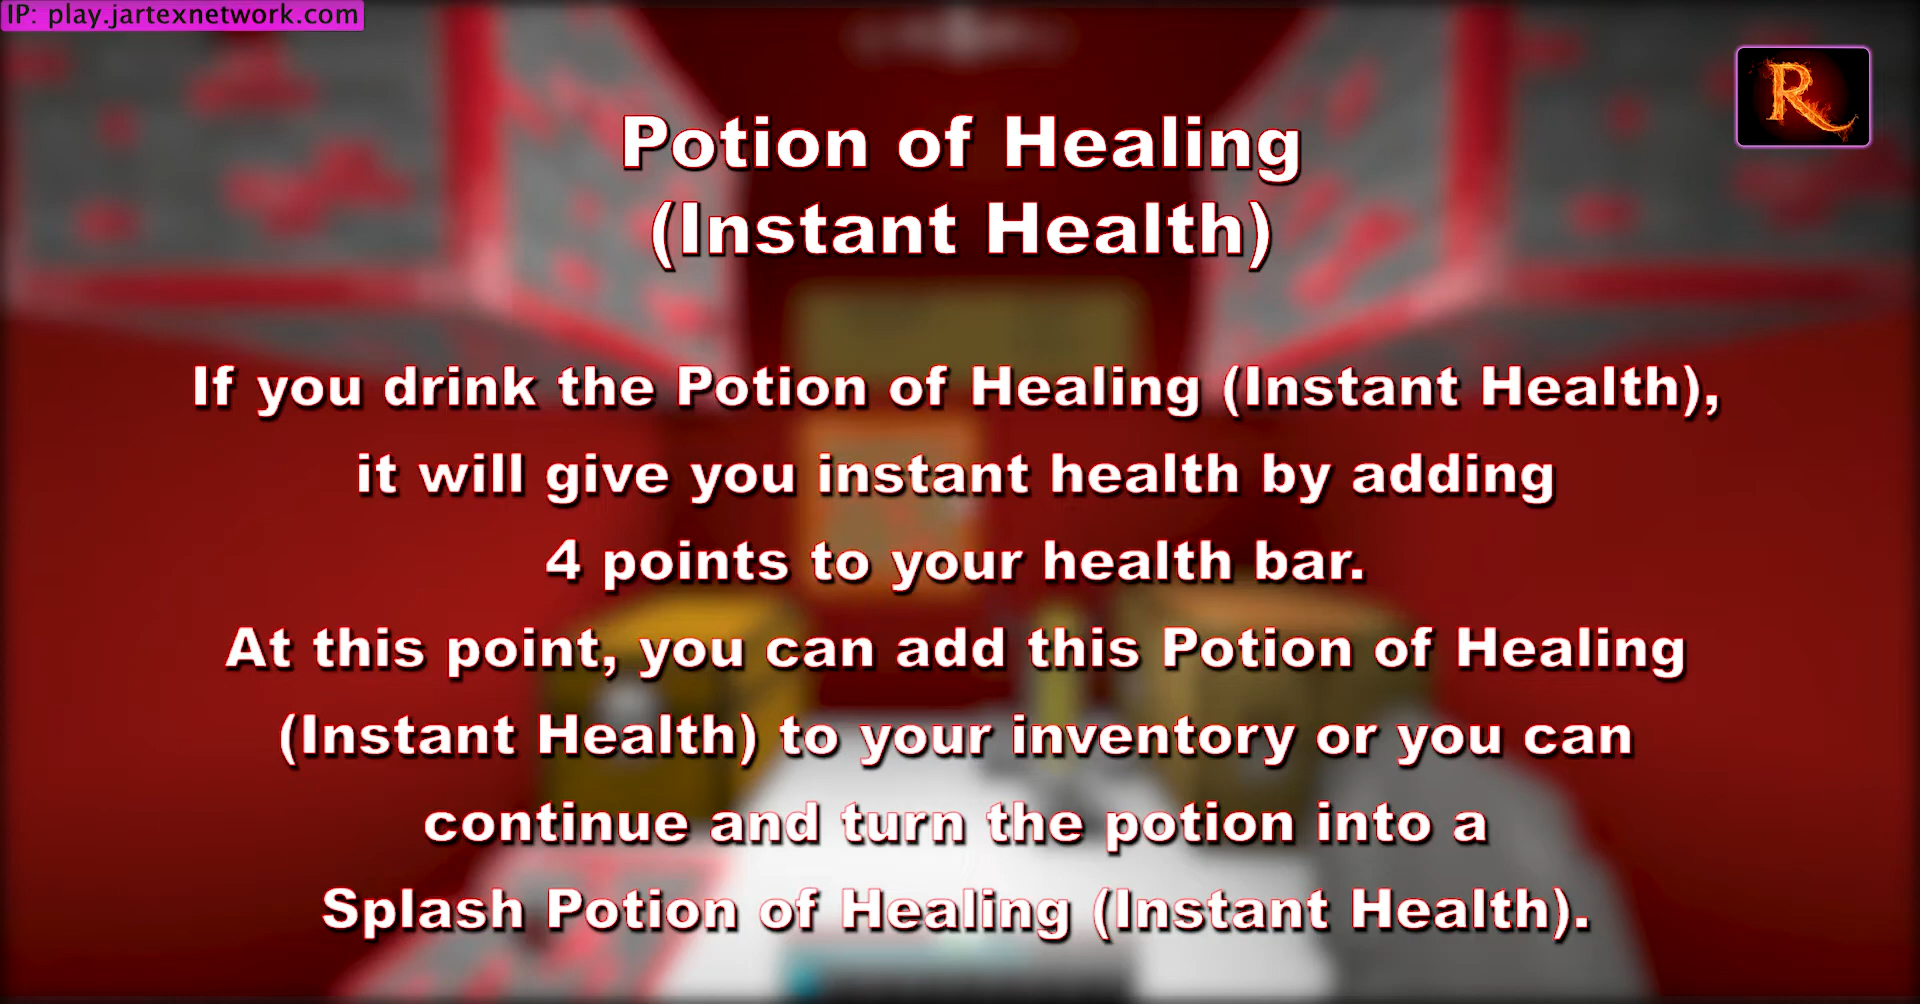 IP: play.jartexnetwork.com
R
Potion of Healing
(Instant Health)
If you drink the Potion of Healing (Instant Health),
it will give you instant health by adding
4 points to your health bar.
At this point, you can add this Potion of Healing
(Instant Health) to your inventory or you can
continue and turn the potion into a
Splash Potion of Healing (Instant Health).